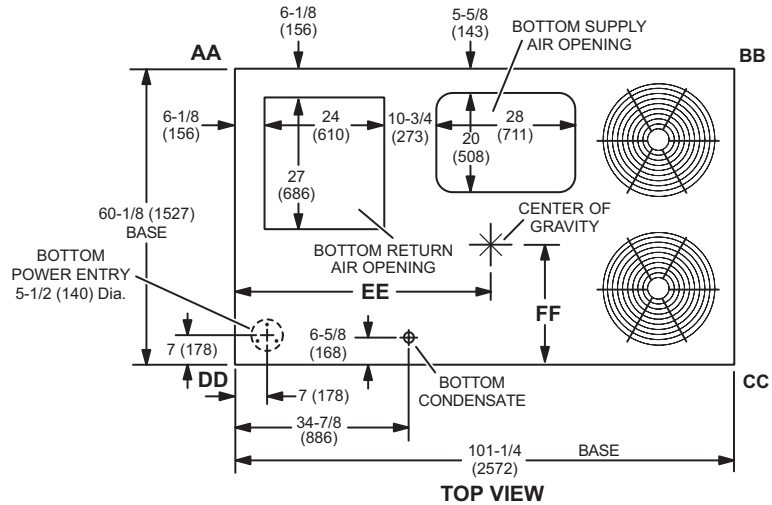 6-1/8
(156)
5-5/8
(143)
BOTTOM SUPPLY
AIR OPENING
AA
BB
6-1/8
(156)
24
(610)
10-3/4
(273)
28
(711)
20
(508)
27
(686)
60-1/8 (1527)
BASE
CENTER OF
GRAVITY
BOTTOM
POWER ENTRY
5-1/2 (140) Dia.
BOTTOM RETURN
AIR OPENING
EE
FF
7 (178)
6-5/8
(168)
DD
7 (178)
BOTTOM
CONDENSATE
CC
34-7/8
(886)
101-1/4
(2572)
BASE
TOP VIEW